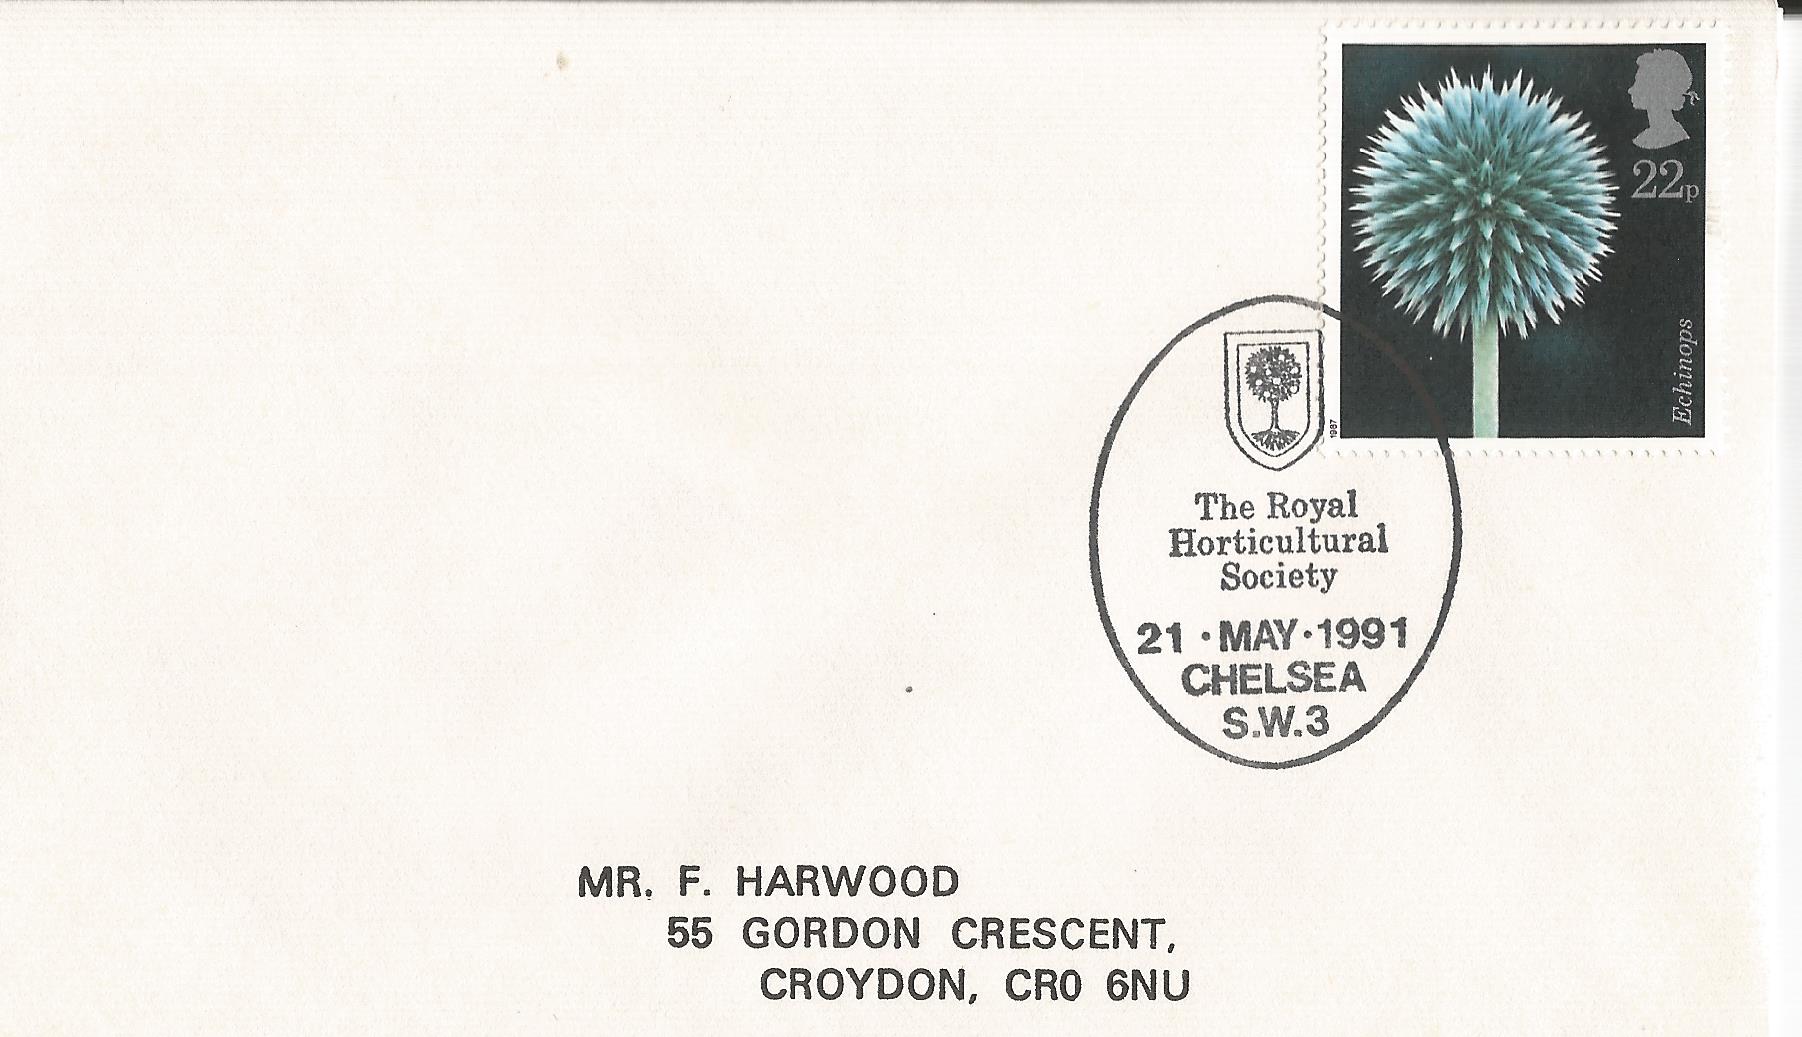 22p
Echinops
1987
The Royal
Horticultural
Society
21 · MAY · 1991
CHELSEA
S.W.3
MR. F. HARWOOD
55 GORDON CRESCENT,
CROYDON, CR0 6NU